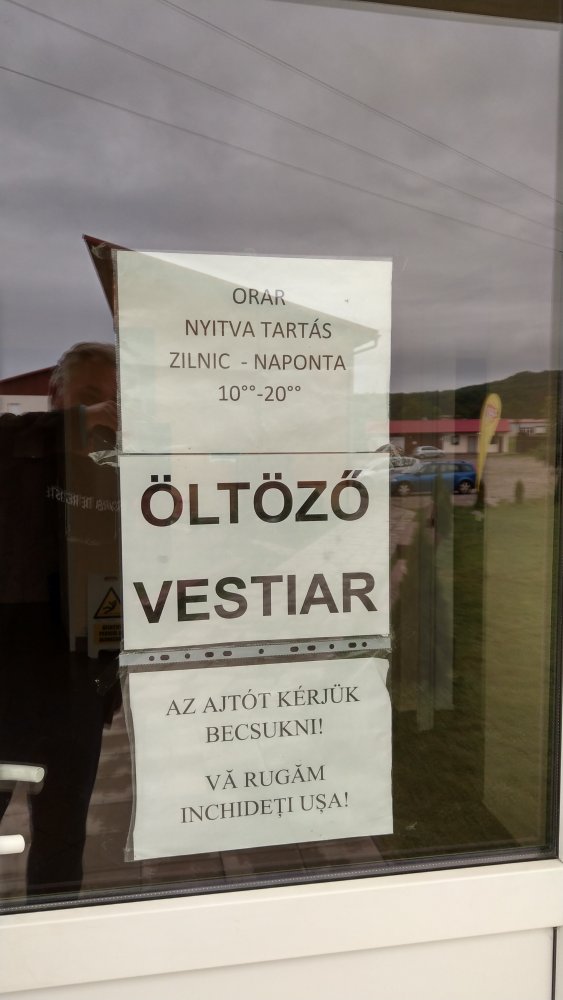 ORAR
NYITVA TARTÁS
ZILNIC - NAPONTA
10°°-20°°
ÖLTÖZŐ
VESTIAR
AZ AJTÓT KÉRJÜK
BECSUKNI!
VĂ RUGĂM
INCHIDEȚI UȘA!